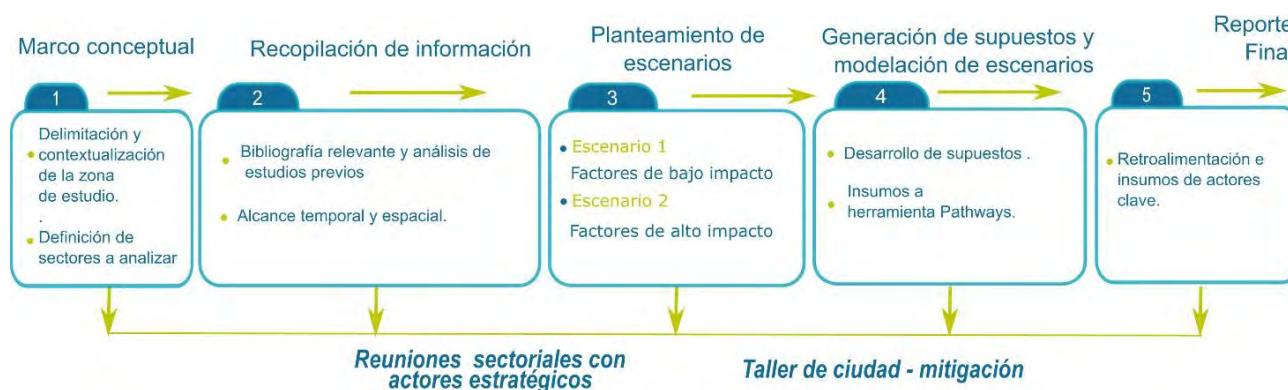 Marco conceptual
1
Delimitación y
contextualización
de la zona
de estudio.
.
Definición de
sectores a analizar
Recopilación de información
2
Bibliografía relevante y análisis de
estudios previos
Alcance temporal y espacial.
Planteamiento de
escenarios
3
Escenario 1
Factores de bajo impacto
Escenario 2
Factores de alto impacto
Generación de supuestos y
modelación de escenarios
4
Desarrollo de supuestos .
Insumos a
herramienta Pathways.
Reporte
Fina
5
Retroalimentación e
insumos de actores
clave.
Reuniones sectoriales con
actores estratégicos
Taller de ciudad - mitigación